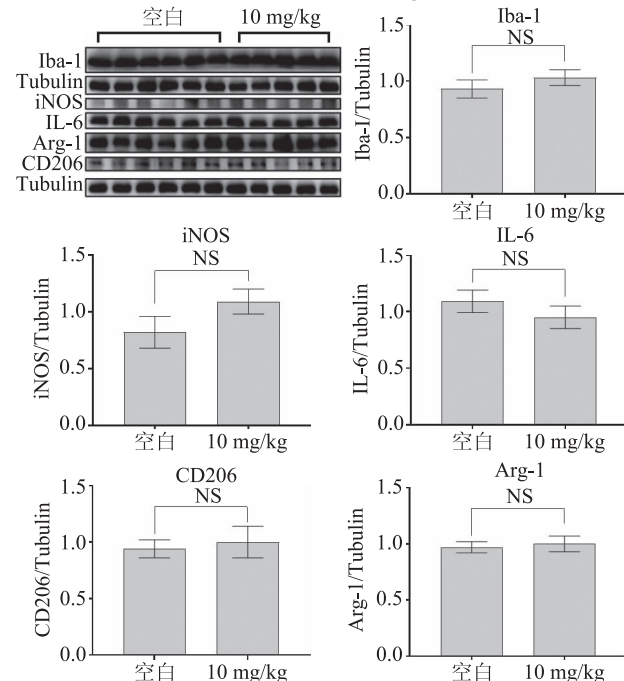 空白 10 mg/kg
Iba-1
Tubulin
iNOS
IL-6
Arg-1
CD206
Tubulin
Iba-1
NS
Iba-I/Tubulin
1.5
1.0
0.5
0.0
空白 10 mg/kg
iNOS
NS
iNOS/Tubulin
1.5
1.0
0.5
0.0
空白 10 mg/kg
IL-6
NS
IL-6/Tubulin
1.5
1.0
0.5
0.0
空白 10 mg/kg
CD206
NS
CD206/Tubulin
1.5
1.0
0.5
0.0
空白 10 mg/kg
Arg-1
NS
Arg-1/Tubulin
1.5
1.0
0.5
0.0
空白 10 mg/kg